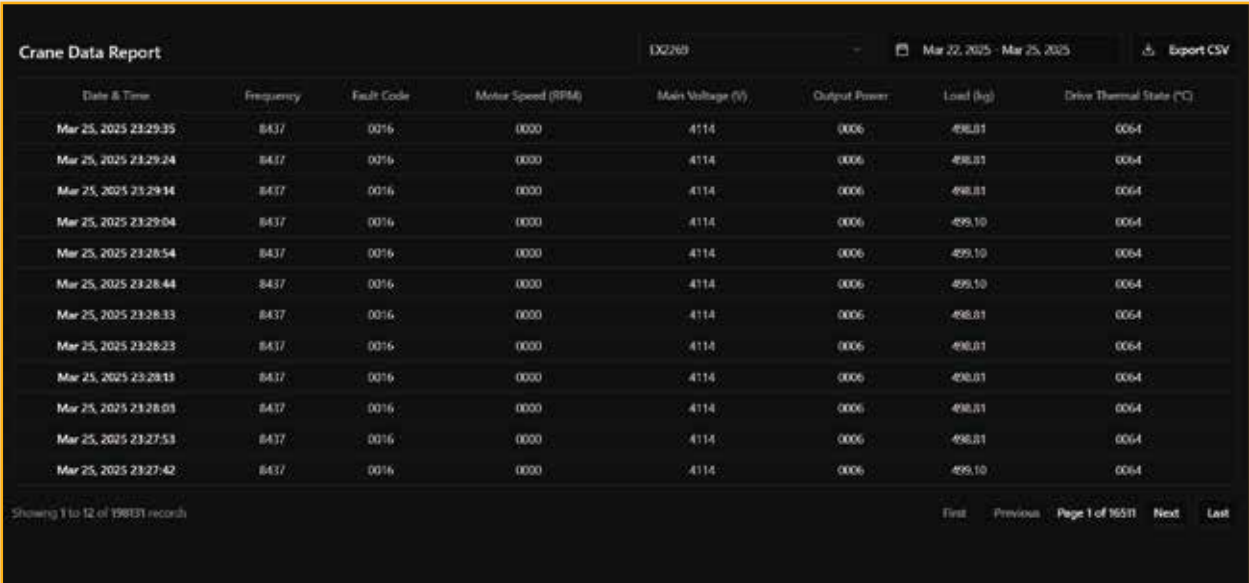 Crane Data Report
EX2269
Mar 22, 2025 - Mar 25, 2025
Export CSV
Date & Time Frequency Fault Code Motor Speed (RPM) Main Voltage (V) Output Power Load (kg) Drive Thermal State (°C)
Mar 25, 2025 23:29:35 8437 0016 0000 4114 0006 498.81 0064
Mar 25, 2025 23:29:24 8437 0016 0000 4114 0006 498.81 0064
Mar 25, 2025 23:29:14 8437 0016 0000 4114 0006 498.81 0064
Mar 25, 2025 23:29:04 8437 0016 0000 4114 0006 499.10 0064
Mar 25, 2025 23:28:54 8437 0016 0000 4114 0006 499.10 0064
Mar 25, 2025 23:28:44 8437 0016 0000 4114 0006 499.10 0064
Mar 25, 2025 23:28:33 8437 0016 0000 4114 0006 498.81 0064
Mar 25, 2025 23:28:23 8437 0016 0000 4114 0006 498.81 0064
Mar 25, 2025 23:28:13 8437 0016 0000 4114 0006 498.81 0064
Mar 25, 2025 23:28:03 8437 0016 0000 4114 0006 498.81 0064
Mar 25, 2025 23:27:53 8437 0016 0000 4114 0006 498.81 0064
Mar 25, 2025 23:27:42 8437 0016 0000 4114 0006 499.10 0064
Showing 1 to 12 of 198131 records
First Previous Page 1 of 16511 Next Last